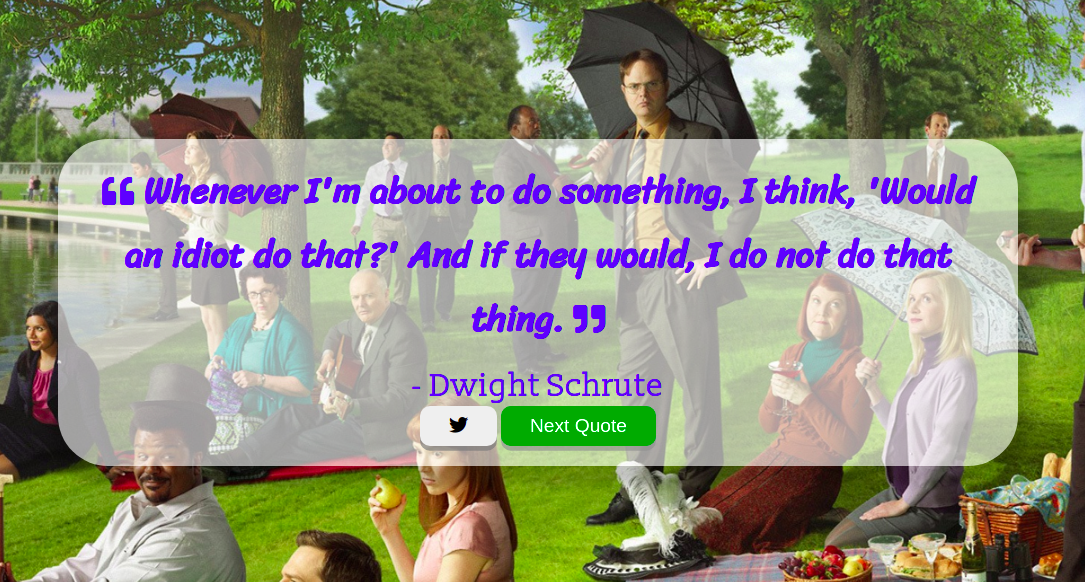 “ Whenever I'm about to do something, I think, 'Would
an idiot do that?' And if they would, I do not do that
thing. ”
- Dwight Schrute
Next Quote